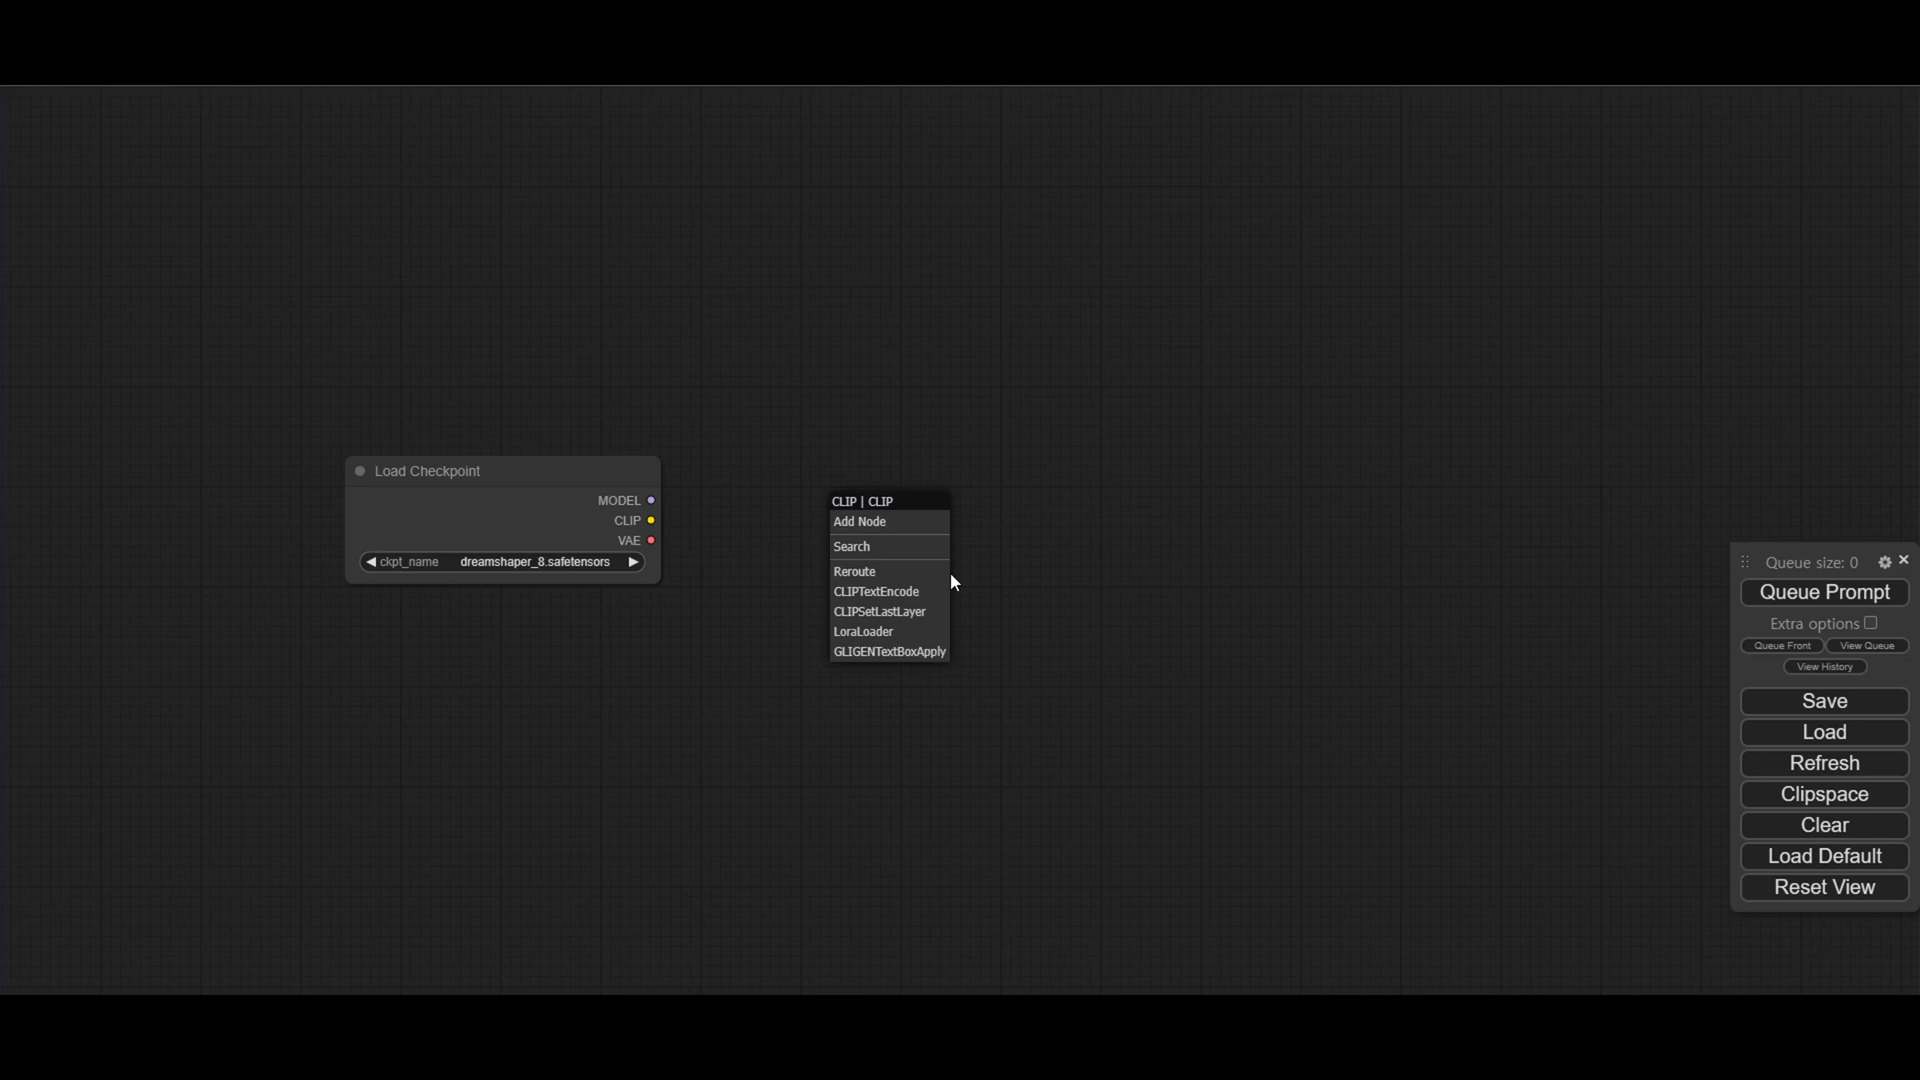 Load Checkpoint
MODEL
CLIP
VAE
ckpt_name dreamshaper_8.safetensors
CLIP | CLIP
Add Node
Search
Reroute
CLIPTextEncode
CLIPSetLastLayer
LoraLoader
GLIGENTextBoxApply
Queue size: 0
Queue Prompt
Extra options
Queue Front View Queue
View History
Save
Load
Refresh
Clipspace
Clear
Load Default
Reset View